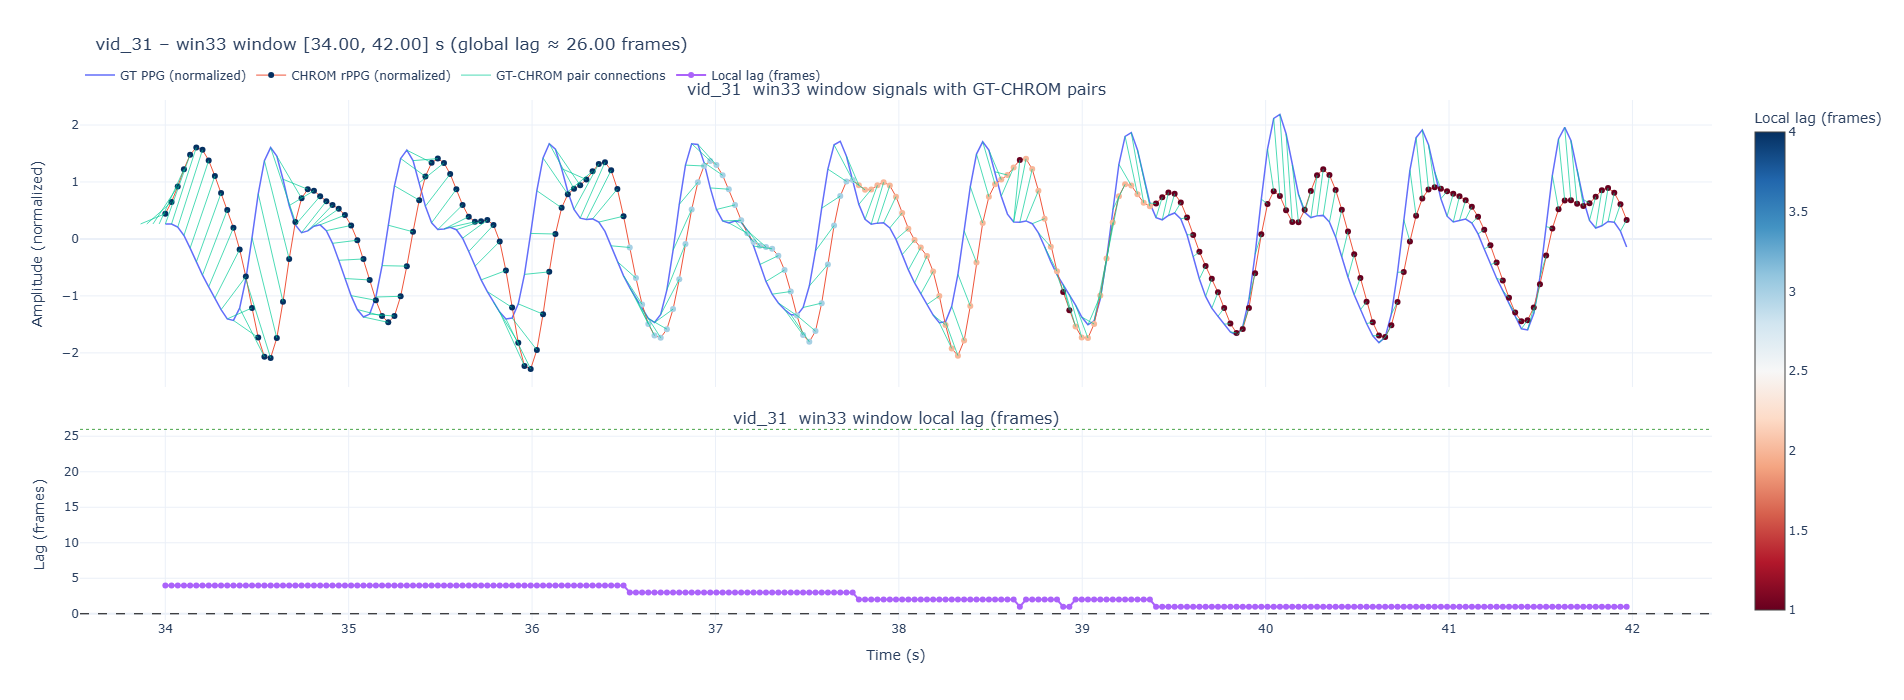 vid_31 – win33 window [34.00, 42.00] s (global lag ≈ 26.00 frames)
GT PPG (normalized) CHROM rPPG (normalized) GT-CHROM pair connections Local lag (frames)
vid_31 win33 window signals with GT-CHROM pairs
Local lag (frames)
Amplitude (normalized)
2
1
0
−1
−2
4
3.5
3
2.5
2
1.5
1
vid_31 win33 window local lag (frames)
Lag (frames)
25
20
15
10
5
0
34 35 36 37 38 39 40 41 42
Time (s)